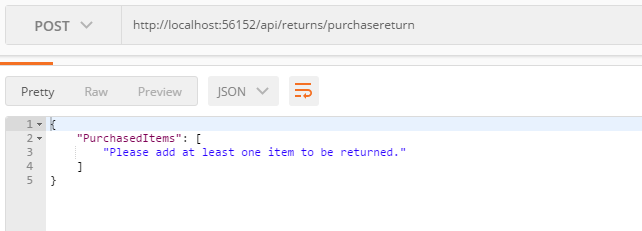 POST http://localhost:56152/api/returns/purchasereturn
Pretty Raw Preview JSON
1 {
2 "PurchasedItems": [
3 "Please add at least one item to be returned."
4 ]
5 }